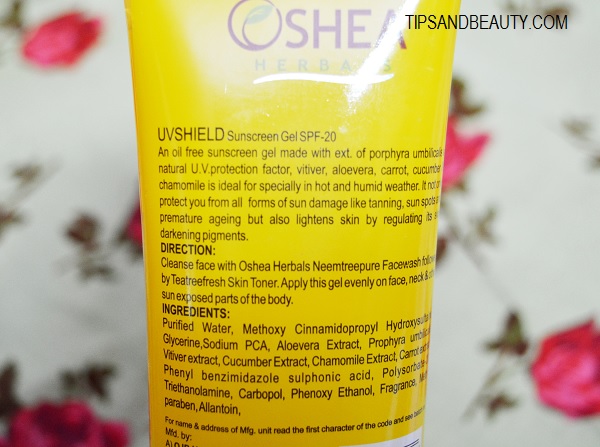 TIPSANDBEAUTY.COM
OSHEA
HERBALS
UVSHIELD Sunscreen Gel SPF-20
An oil free sunscreen gel made with ext. of porphyra umbilicalis
natural U.V.protection factor, vitiver, aloevera, carrot, cucumber
chamomile is ideal for specially in hot and humid weather. It not
protect you from all forms of sun damage like tanning, sun spots
premature ageing but also lightens skin by regulating its
darkening pigments.
DIRECTION:
Cleanse face with Oshea Herbals Neemtreepure Facewash
by Teatreefresh Skin Toner. Apply this gel evenly on face, neck &
sun exposed parts of the body.
INGREDIENTS:
Purified Water, Methoxy Cinnamidopropyl
Glycerine,Sodium PCA, Aloevera Extract, Prophyra
Vitiver extract, Cucumber Extract, Chamomile Extract, Carrot
Phenyl benzimidazole sulphonic acid,
Triethanolamine, Carbopol, Phenoxy Ethanol, Fragrance,
paraben,Allantoin,
For name & address of Mfg. unit read the first character of the code and see
Mfd. by: